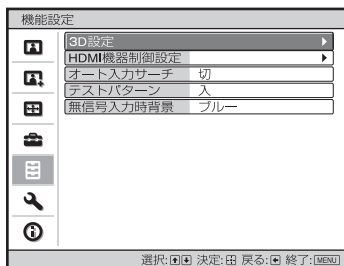 機能設定
3D設定
HDMI機器制御設定
オート入力サーチ 切
テストパターン 入
無信号入力時背景 ブルー
選択: 決定: 戻る: 終了: MENU